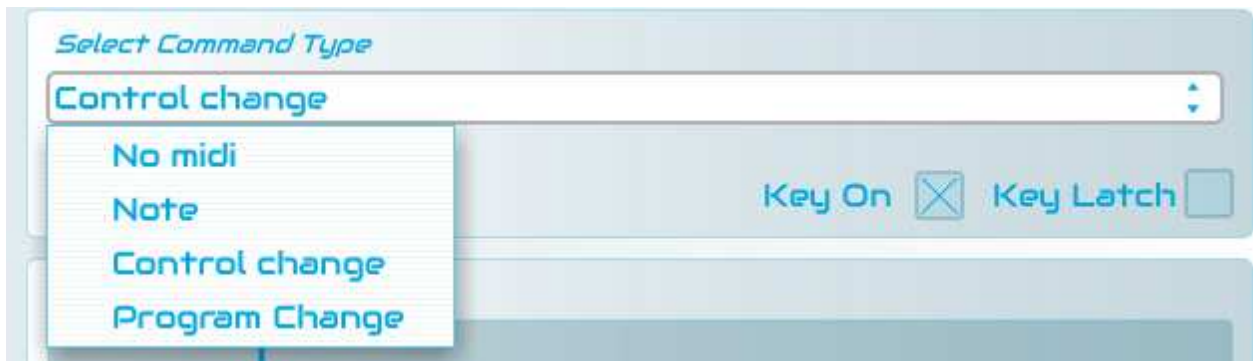 Select Command Type
Control change
No midi
Note
Key On Key Latch
Control change
Program Change